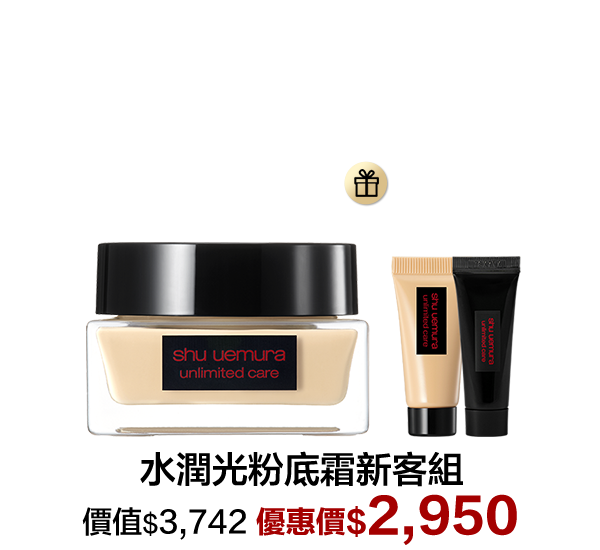 shu uemura
unlimited care
shu uemura
unlimited care
shu uemura
unlimited care
水潤光粉底霜新客組
價值$3,742 優惠價$2,950